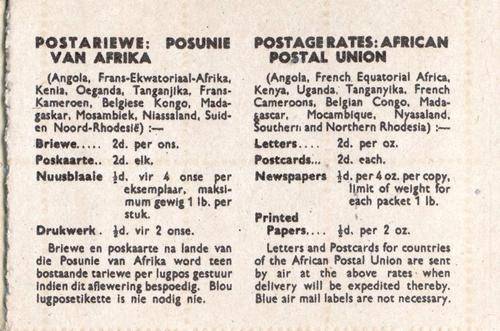 POSTARIEWE: POSUNIE
VAN AFRIKA
(Angola, Frans-Ekwatoriaal-Afrika,
Kenia, Oeganda, Tanganjika, Frans-
Kameroen, Belgiese Kongo, Mada-
gaskar, Mosambiek, Niassaland, Suid-
en Noord-Rhodesië) :—
Briewe..... 2d. per ons.
Poskaarte.. 2d. elk.
Nuusblaaie ½d. vir 4 onse per
eksemplaar, maksi-
mum gewig 1 lb. per
stuk.
Drukwerk . ½d. vir 2 onse.
Briewe en poskaarte na lande van
die Posunie van Afrika word teen
bostaande tariewe per lugpos gestuur
indien dit aflewering bespoedig. Blou
lugposetikette is nie nodig nie.
POSTAGE RATES: AFRICAN
POSTAL UNION
(Angola, French Equatorial Africa,
Kenya, Uganda, Tanganyika, French
Cameroons, Belgian Congo, Mada-
gascar, Mocambique, Nyasaland,
Southern and Northern Rhodesia) :—
Letters.... 2d. per oz.
Postcards... 2d. each.
Newspapers ½d. per 4 oz. per copy,
limit of weight for
each packet 1 lb.
Printed
Papers.... ½d. per 2 oz.
Letters and Postcards for countries
of the African Postal Union are sent
by air at the above rates when
delivery will be expedited thereby.
Blue air mail labels are not necessary.